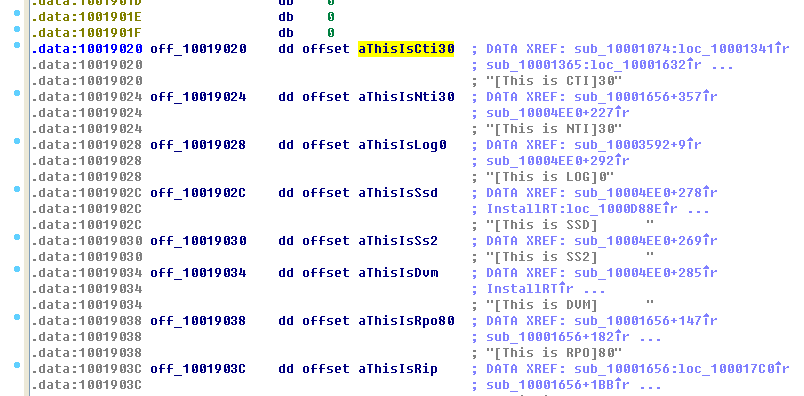 .data:1001901D db 0
.data:1001901E db 0
.data:1001901F db 0
.data:10019020 off_10019020 dd offset aThisIsCti30 ; DATA XREF: sub_10001074:loc_10001341↑r
.data:10019020 ; sub_10001365:loc_10001632↑r ...
.data:10019020 ; "[This is CTI]30"
.data:10019024 off_10019024 dd offset aThisIsNti30 ; DATA XREF: sub_10001656+357↑r
.data:10019024 ; sub_10004EE0+227↑r
.data:10019024 ; "[This is NTI]30"
.data:10019028 off_10019028 dd offset aThisIsLog0 ; DATA XREF: sub_10003592+9↑r
.data:10019028 ; sub_10004EE0+292↑r
.data:10019028 ; "[This is LOG]0"
.data:1001902C off_1001902C dd offset aThisIsSsd ; DATA XREF: sub_10004EE0+278↑r
.data:1001902C ; InstallRT:loc_1000D88E↑r ...
.data:1001902C ; "[This is SSD]      "
.data:10019030 off_10019030 dd offset aThisIsSs2 ; DATA XREF: sub_10004EE0+269↑r
.data:10019030 ; "[This is SS2]      "
.data:10019034 off_10019034 dd offset aThisIsDvm ; DATA XREF: sub_10004EE0+285↑r
.data:10019034 ; InstallRT↑r ...
.data:10019034 ; "[This is DVM]      "
.data:10019038 off_10019038 dd offset aThisIsRpo80 ; DATA XREF: sub_10001656+147↑r
.data:10019038 ; sub_10001656+182↑r ...
.data:10019038 ; "[This is RPO]80"
.data:1001903C off_1001903C dd offset aThisIsRip ; DATA XREF: sub_10001656:loc_100017C0↑r
.data:1001903C ; sub_10001656+1BB↑r ...